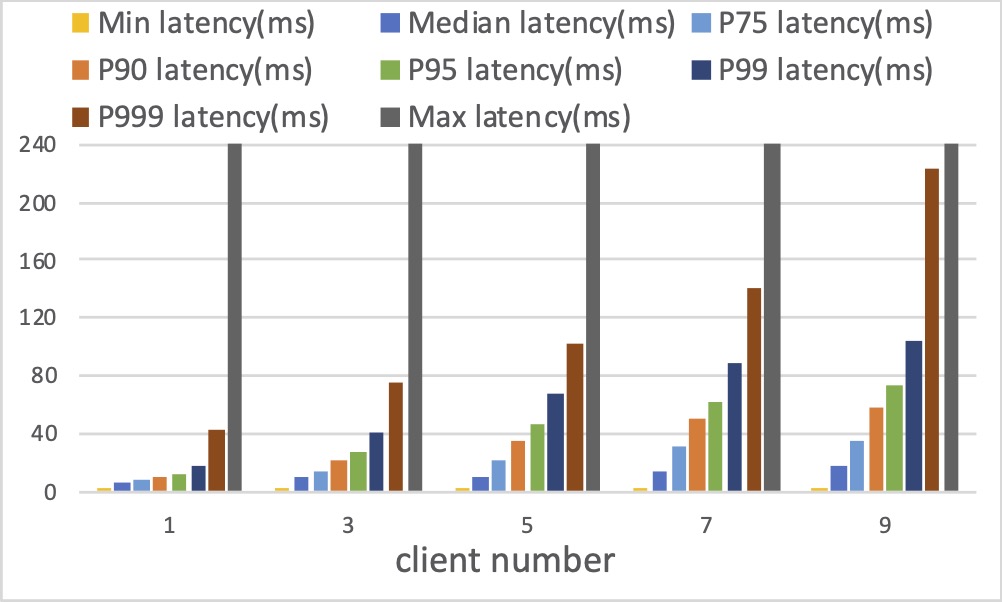 Min latency(ms) Median latency(ms) P75 latency(ms)
P90 latency(ms) P95 latency(ms) P99 latency(ms)
P999 latency(ms) Max latency(ms)
240
200
160
120
80
40
0
1 3 5 7 9
client number